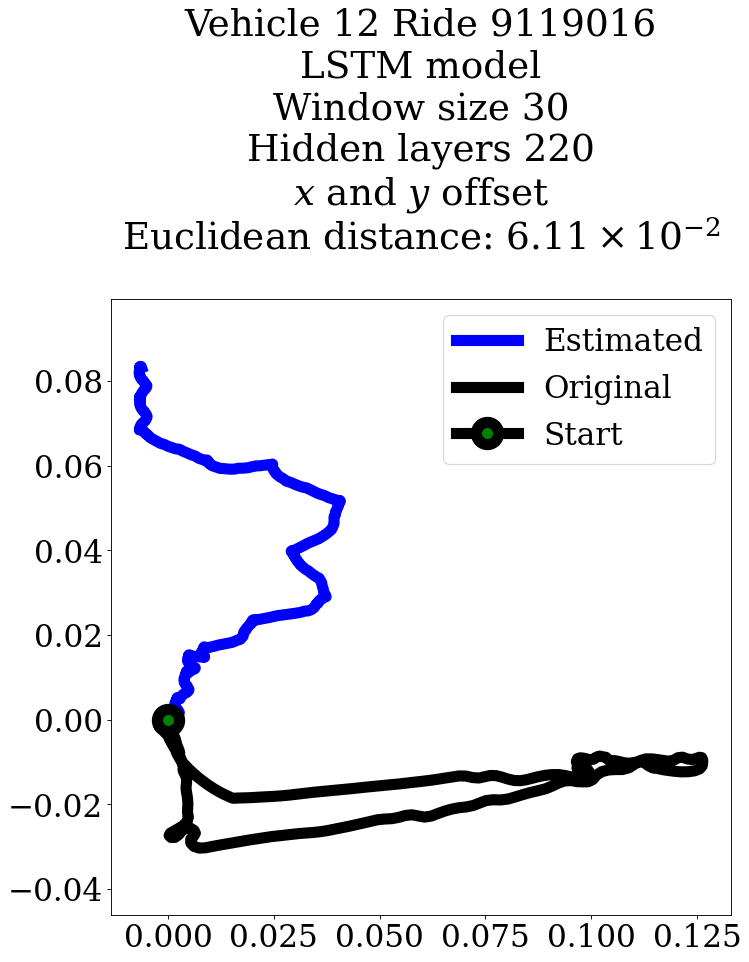 Vehicle 12 Ride 9119016
LSTM model
Window size 30
Hidden layers 220
x and y offset
Euclidean distance: 6.11 × 10⁻²
Estimated
Original
Start
0.08
0.06
0.04
0.02
0.00
−0.02
−0.04
0.000 0.025 0.050 0.075 0.100 0.125